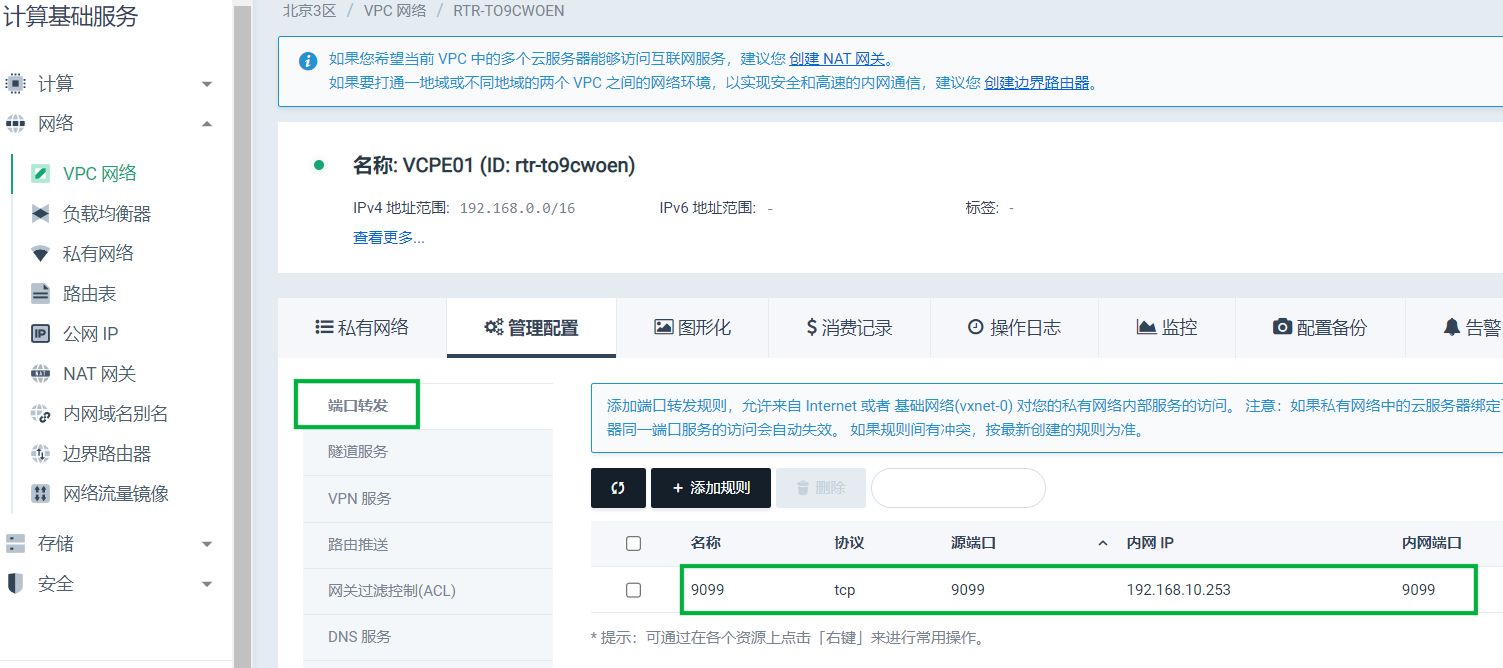 计算基础服务
计算
网络
VPC 网络
负载均衡器
私有网络
路由表
公网 IP
NAT 网关
内网域名别名
边界路由器
网络流量镜像
存储
安全
北京3区 / VPC 网络 / RTR-TO9CWOEN
如果您希望当前 VPC 中的多个云服务器能够访问互联网服务，建议您 创建 NAT 网关。
如果要打通一地域或不同地域的两个 VPC 之间的网络环境，以实现安全和高速的内网通信，建议您 创建边界路由器。
名称: VCPE01 (ID: rtr-to9cwoen)
IPv4 地址范围: 192.168.0.0/16 IPv6 地址范围: - 标签: -
查看更多...
私有网络 管理配置 图形化 $ 消费记录 操作日志 监控 配置备份 告警
端口转发
隧道服务
VPN 服务
路由推送
网关过滤控制(ACL)
DNS 服务
添加端口转发规则，允许来自 Internet 或者 基础网络(vxnet-0) 对您的私有网络内部服务的访问。 注意：如果私有网络中的云服务器绑定
器同一端口服务的访问会自动失效。 如果规则间有冲突，按最新创建的规则为准。
+ 添加规则 删除
名称 协议 源端口 内网 IP 内网端口
9099 tcp 9099 192.168.10.253 9099
* 提示：可通过在各个资源上点击「右键」来进行常用操作。